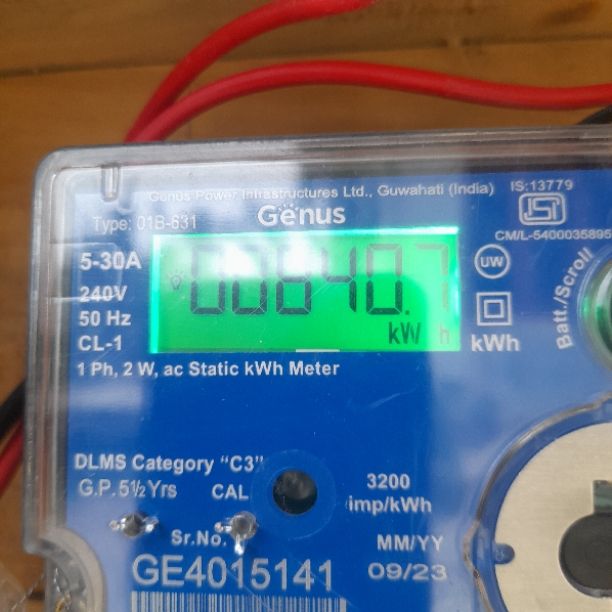 Genus Power Infrastructures Ltd., Guwahati (India)
IS:13779
Genus
Type: 01B-631
CM/L-5400035895
5-30A
240V
50 Hz
CL-1
00640.7
kW h
UW
kWh
Batt./Scroll
1 Ph, 2 W, ac Static kWh Meter
DLMS Category "C3"
G.P. 5½ Yrs
CAL
3200
imp/kWh
Sr.No.
MM/YY
GE4015141
09/23